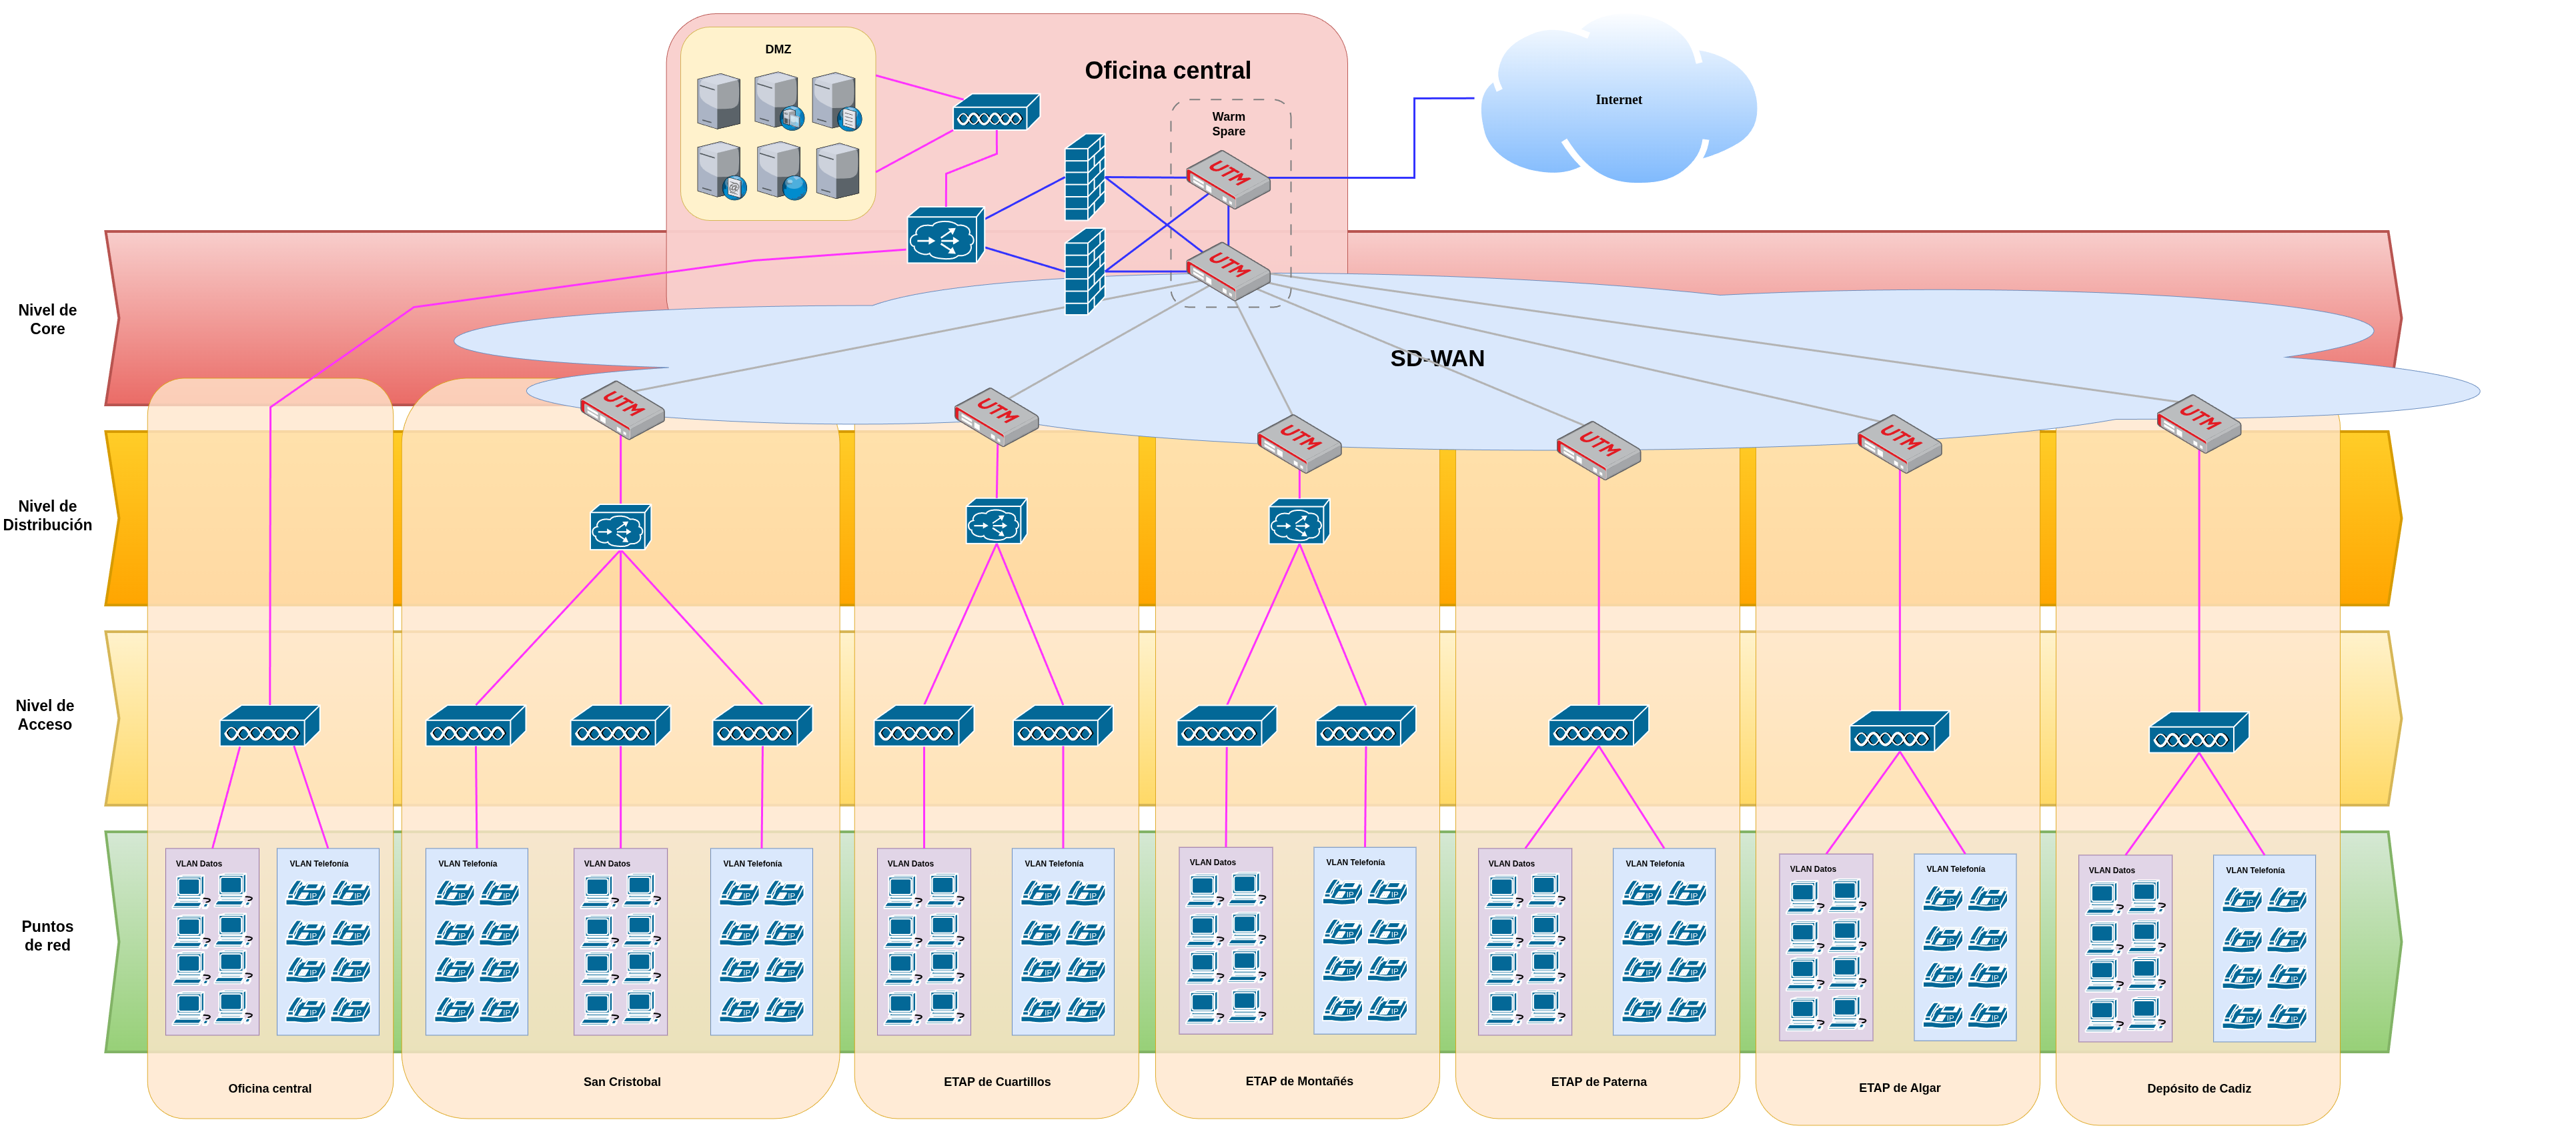 DMZ
Oficina central
Warm
Spare
UTM
UTM
Internet
@
Nivel de
Core
SD-WAN
UTM
UTM
UTM
UTM
UTM
UTM
Nivel de
Distribución
Nivel de
Acceso
Puntos
de red
VLAN Datos
VLAN Telefonía
VLAN Telefonía
VLAN Datos
VLAN Telefonía
VLAN Datos
VLAN Telefonía
VLAN Datos
VLAN Telefonía
VLAN Datos
VLAN Telefonía
VLAN Datos
VLAN Telefonía
VLAN Datos
VLAN Telefonía
Oficina central
San Cristobal
ETAP de Cuartillos
ETAP de Montañés
ETAP de Paterna
ETAP de Algar
Depósito de Cadiz